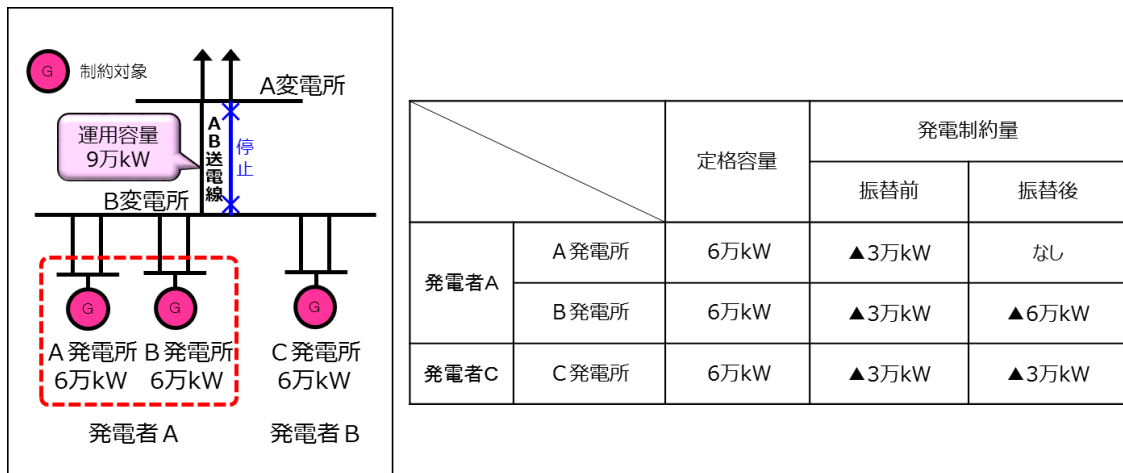 G 制約対象
A変電所
運用容量
9万kW
AB送電線
停止
B変電所
G
G
G
A発電所 B発電所 C発電所
6万kW 6万kW 6万kW
発電者A 発電者B
定格容量 発電制約量
振替前 振替後
発電者A A発電所 6万kW ▲3万kW なし
B発電所 6万kW ▲3万kW ▲6万kW
発電者C C発電所 6万kW ▲3万kW ▲3万kW